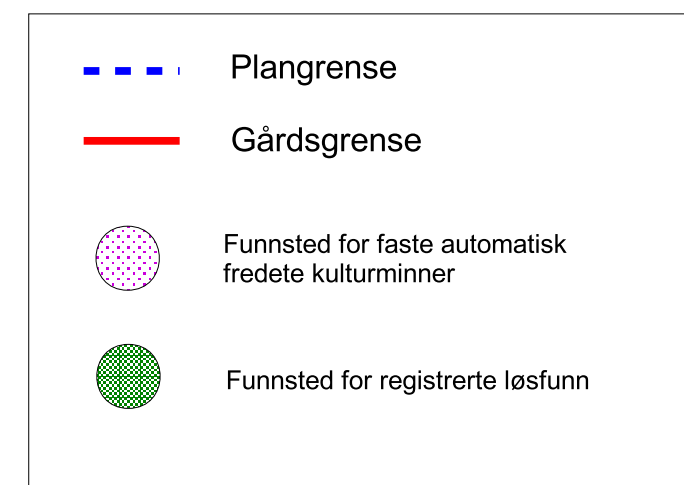 Plangrense
Gårdsgrense
Funnsted for faste automatisk
fredete kulturminner
Funnsted for registrerte løsfunn